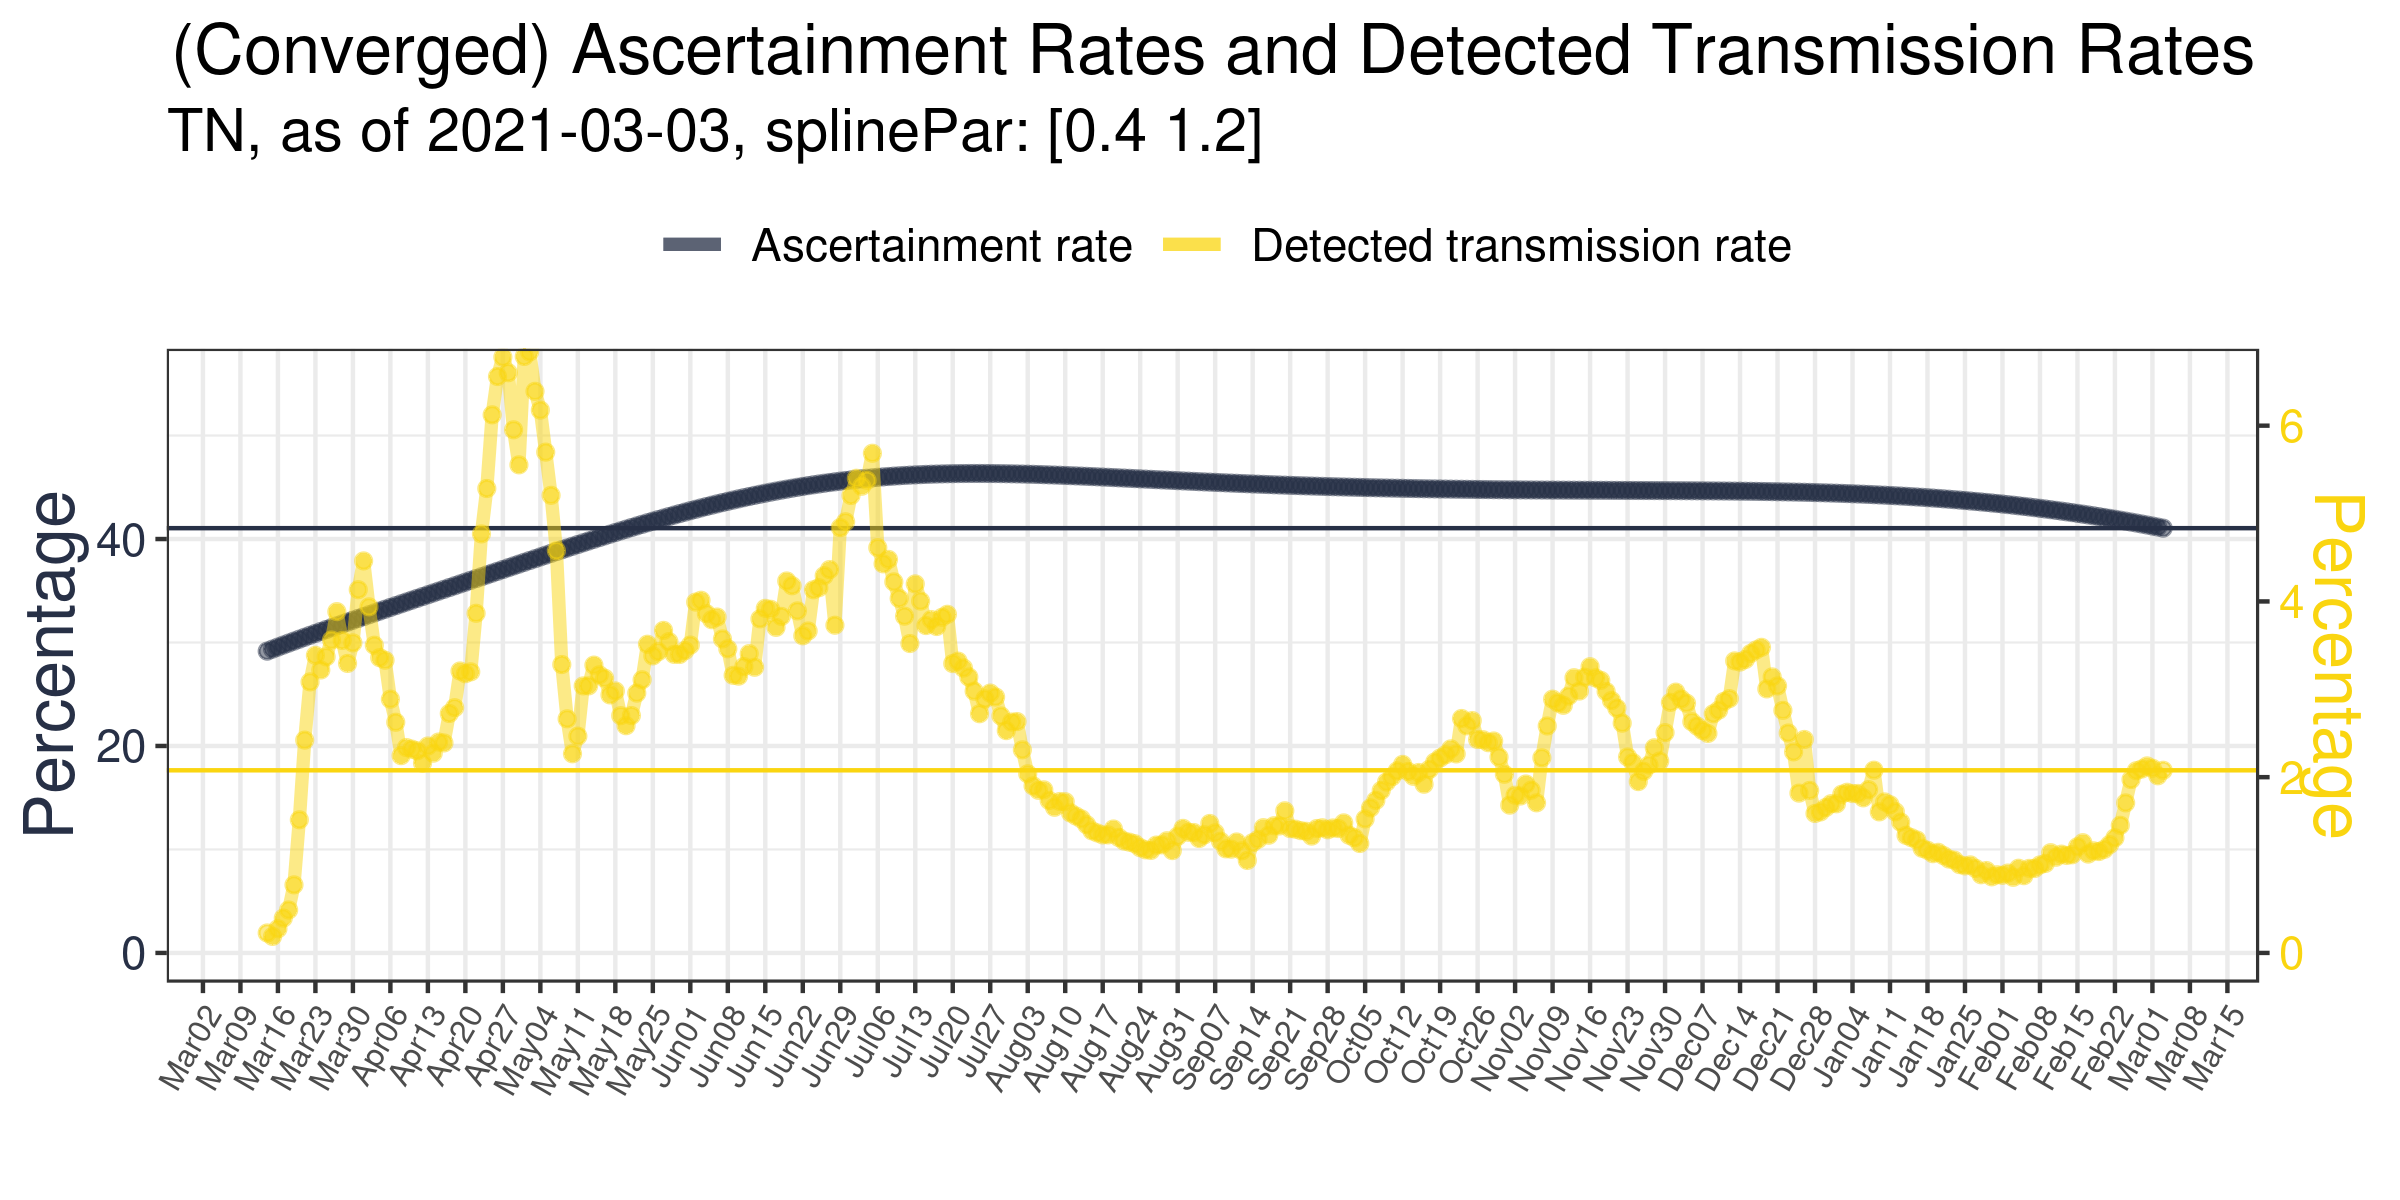 (Converged) Ascertainment Rates and Detected Transmission Rates
TN, as of 2021-03-03, splinePar: [0.4 1.2]
Ascertainment rate
Detected transmission rate
Percentage
40
20
0
6
4
2
0
Percentage
Mar02
Mar09
Mar16
Mar23
Mar30
Apr06
Apr13
Apr20
Apr27
May04
May11
May18
May25
Jun01
Jun08
Jun15
Jun22
Jun29
Jul06
Jul13
Jul20
Jul27
Aug03
Aug10
Aug17
Aug24
Aug31
Sep07
Sep14
Sep21
Sep28
Oct05
Oct12
Oct19
Oct26
Nov02
Nov09
Nov16
Nov23
Nov30
Dec07
Dec14
Dec21
Dec28
Jan04
Jan11
Jan18
Jan25
Feb01
Feb08
Feb15
Feb22
Mar01
Mar08
Mar15